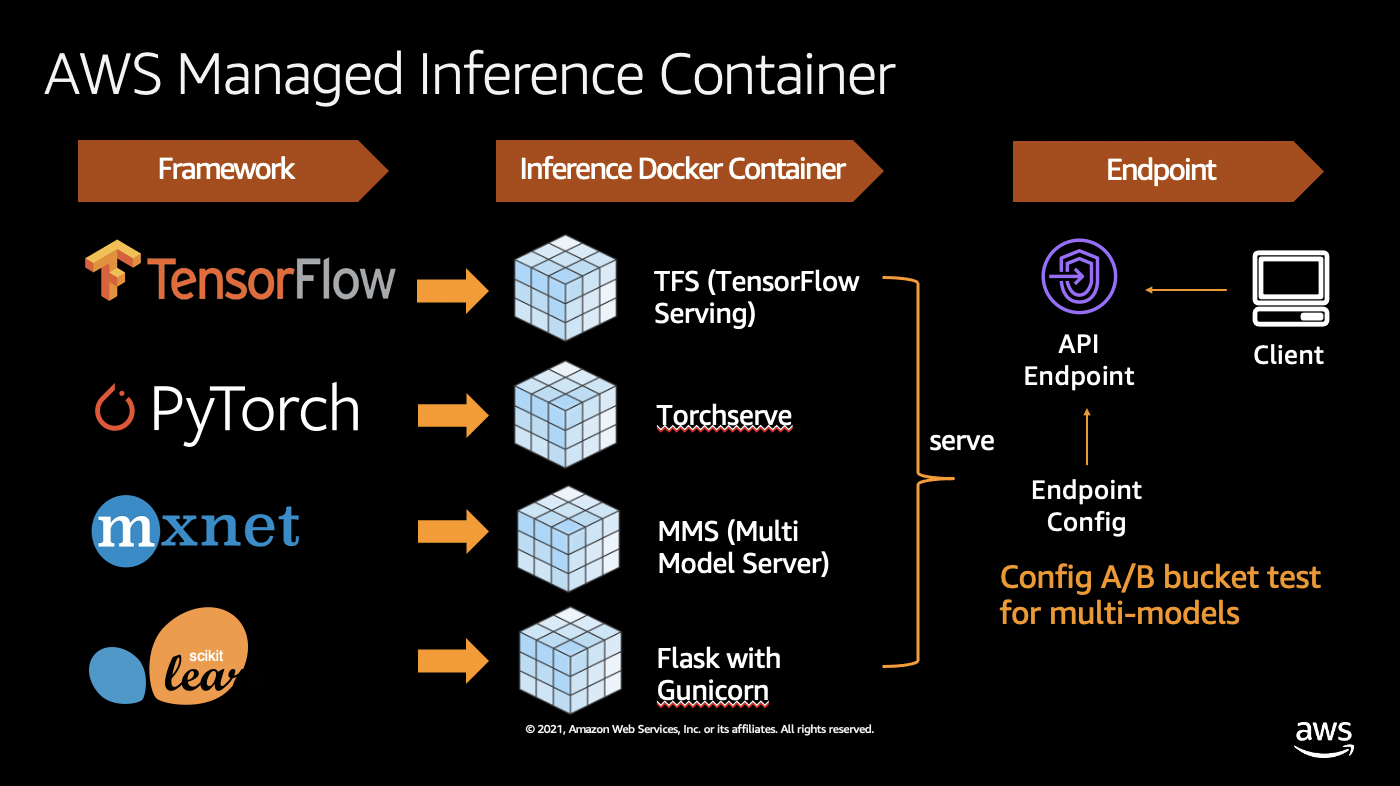 AWS Managed Inference Container
Framework
Inference Docker Container
Endpoint
TensorFlow
TFS (TensorFlow
Serving)
PyTorch
Torchserve
mxnet
MMS (Multi
Model Server)
scikit
lear
Flask with
Gunicorn
serve
API
Endpoint
Client
Endpoint
Config
Config A/B bucket test
for multi-models
© 2021, Amazon Web Services, Inc. or its affiliates. All rights reserved.
aws